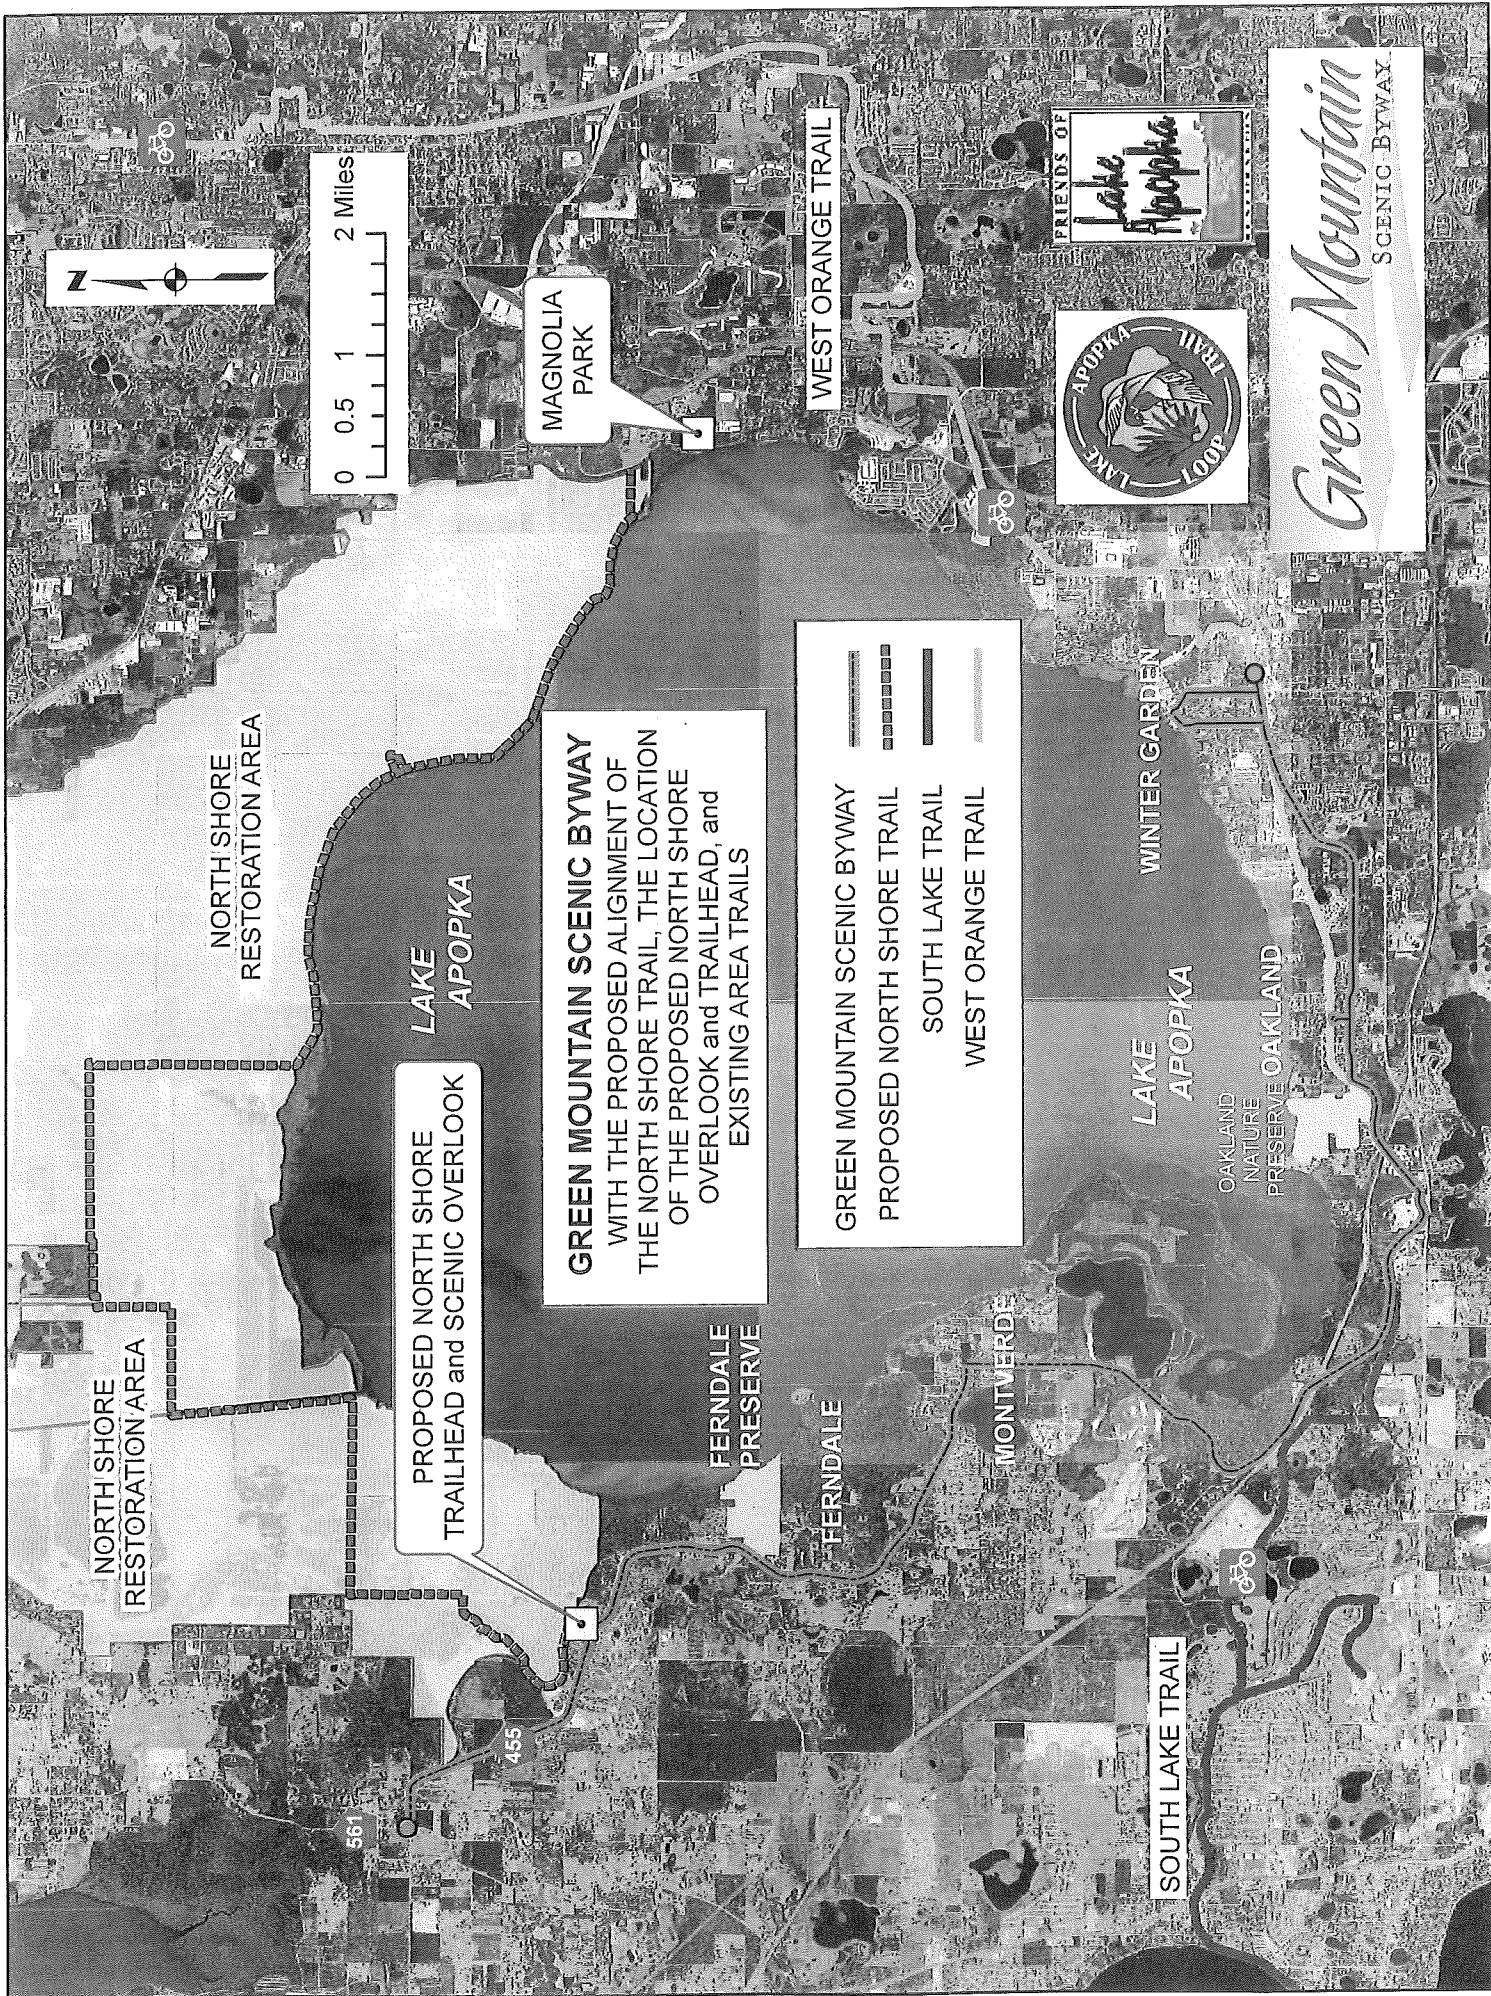 NORTH SHORE
RESTORATION AREA
NORTH SHORE
RESTORATION AREA
N
0 0.5 1 2 Miles
561
455
PROPOSED NORTH SHORE
TRAILHEAD and SCENIC OVERLOOK
LAKE
APOPKA
MAGNOLIA
PARK
GREEN MOUNTAIN SCENIC BYWAY
WITH THE PROPOSED ALIGNMENT OF
THE NORTH SHORE TRAIL, THE LOCATION
OF THE PROPOSED NORTH SHORE
OVERLOOK and TRAILHEAD, and
EXISTING AREA TRAILS
FERNDALE
PRESERVE
FERNDALE
WEST ORANGE TRAIL
GREEN MOUNTAIN SCENIC BYWAY
PROPOSED NORTH SHORE TRAIL
SOUTH LAKE TRAIL
WEST ORANGE TRAIL
MONTVERDE
LAKE
APOPKA
WINTER GARDEN
SOUTH LAKE TRAIL
OAKLAND
NATURE
PRESERVE
OAKLAND
LAKE APOPKA LOOP TRAIL
FRIENDS OF
Lake
Apopka
Green Mountain
SCENIC BYWAY